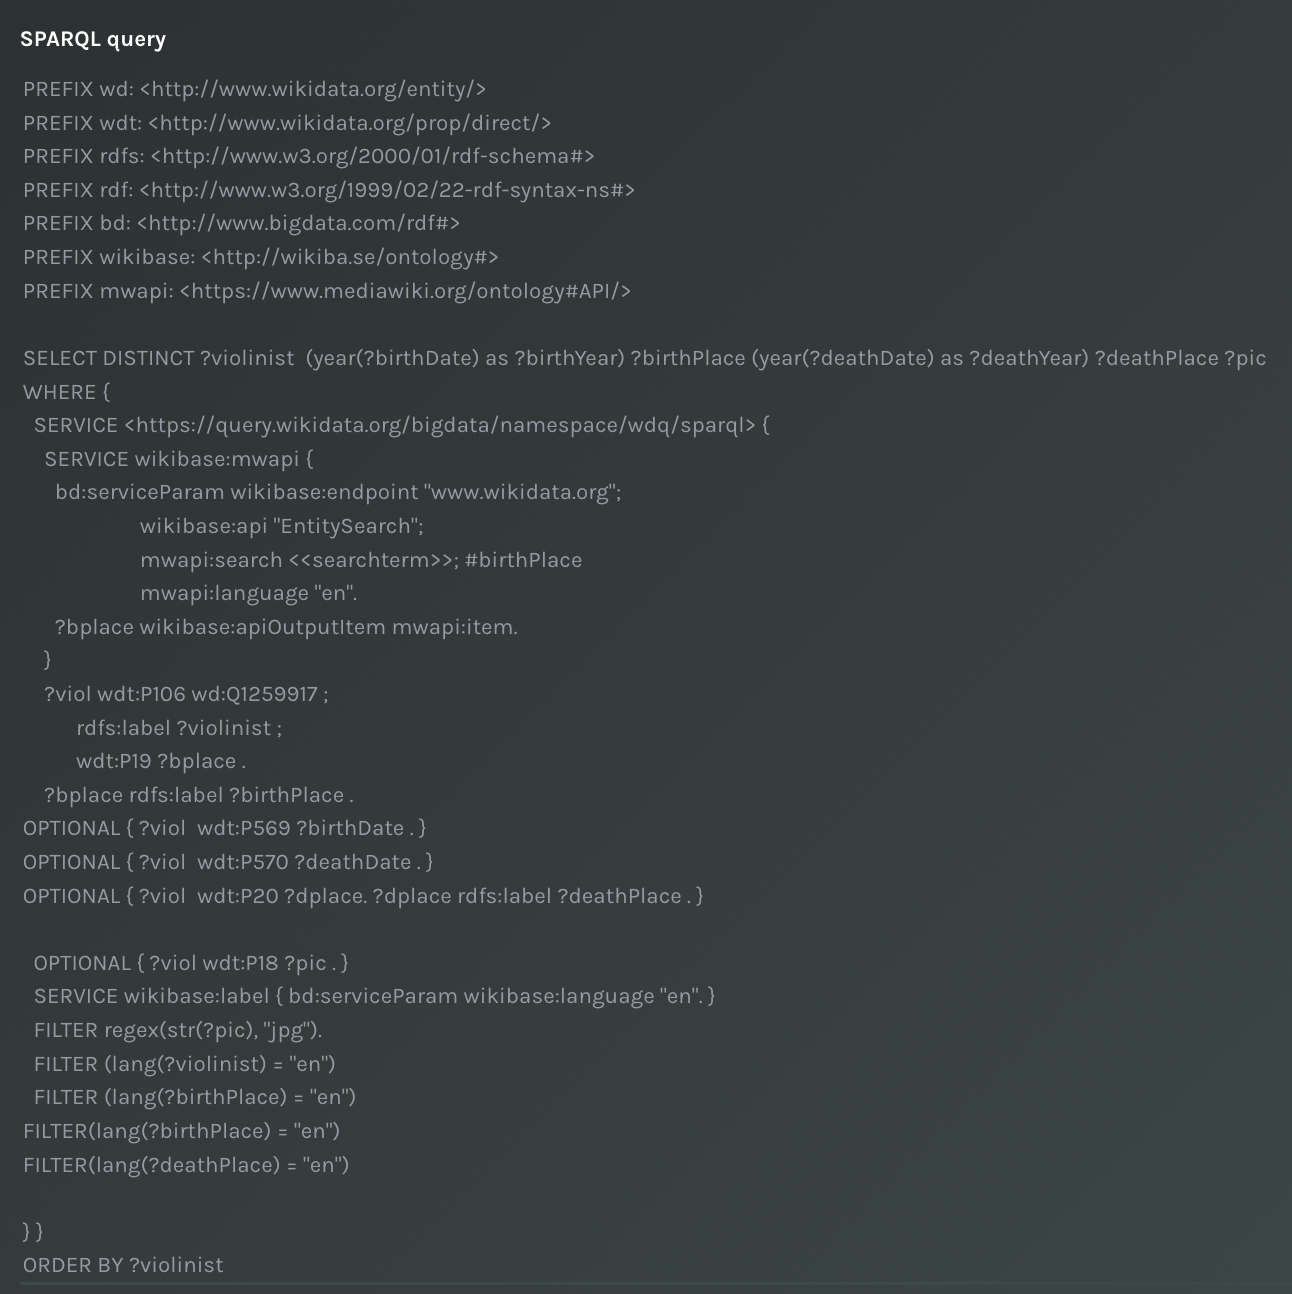 SPARQL query
PREFIX wd: <http://www.wikidata.org/entity/>
PREFIX wdt: <http://www.wikidata.org/prop/direct/>
PREFIX rdfs: <http://www.w3.org/2000/01/rdf-schema#>
PREFIX rdf: <http://www.w3.org/1999/02/22-rdf-syntax-ns#>
PREFIX bd: <http://www.bigdata.com/rdf#>
PREFIX wikibase: <http://wikiba.se/ontology#>
PREFIX mwapi: <https://www.mediawiki.org/ontology#API/>
SELECT DISTINCT ?violinist  (year(?birthDate) as ?birthYear) ?birthPlace (year(?deathDate) as ?deathYear) ?deathPlace ?pic
WHERE {
  SERVICE <https://query.wikidata.org/bigdata/namespace/wdq/sparql> {
    SERVICE wikibase:mwapi {
      bd:serviceParam wikibase:endpoint "www.wikidata.org";
                      wikibase:api "EntitySearch";
                      mwapi:search <<searchterm>>; #birthPlace
                      mwapi:language "en".
      ?bplace wikibase:apiOutputItem mwapi:item.
    }
    ?viol wdt:P106 wd:Q1259917 ;
          rdfs:label ?violinist ;
          wdt:P19 ?bplace .
    ?bplace rdfs:label ?birthPlace .
OPTIONAL { ?viol  wdt:P569 ?birthDate . }
OPTIONAL { ?viol  wdt:P570 ?deathDate . }
OPTIONAL { ?viol  wdt:P20 ?dplace. ?dplace rdfs:label ?deathPlace . }
  OPTIONAL { ?viol wdt:P18 ?pic . }
  SERVICE wikibase:label { bd:serviceParam wikibase:language "en". }
  FILTER regex(str(?pic), "jpg").
  FILTER (lang(?violinist) = "en")
  FILTER (lang(?birthPlace) = "en")
FILTER(lang(?birthPlace) = "en")
FILTER(lang(?deathPlace) = "en")
} }
ORDER BY ?violinist